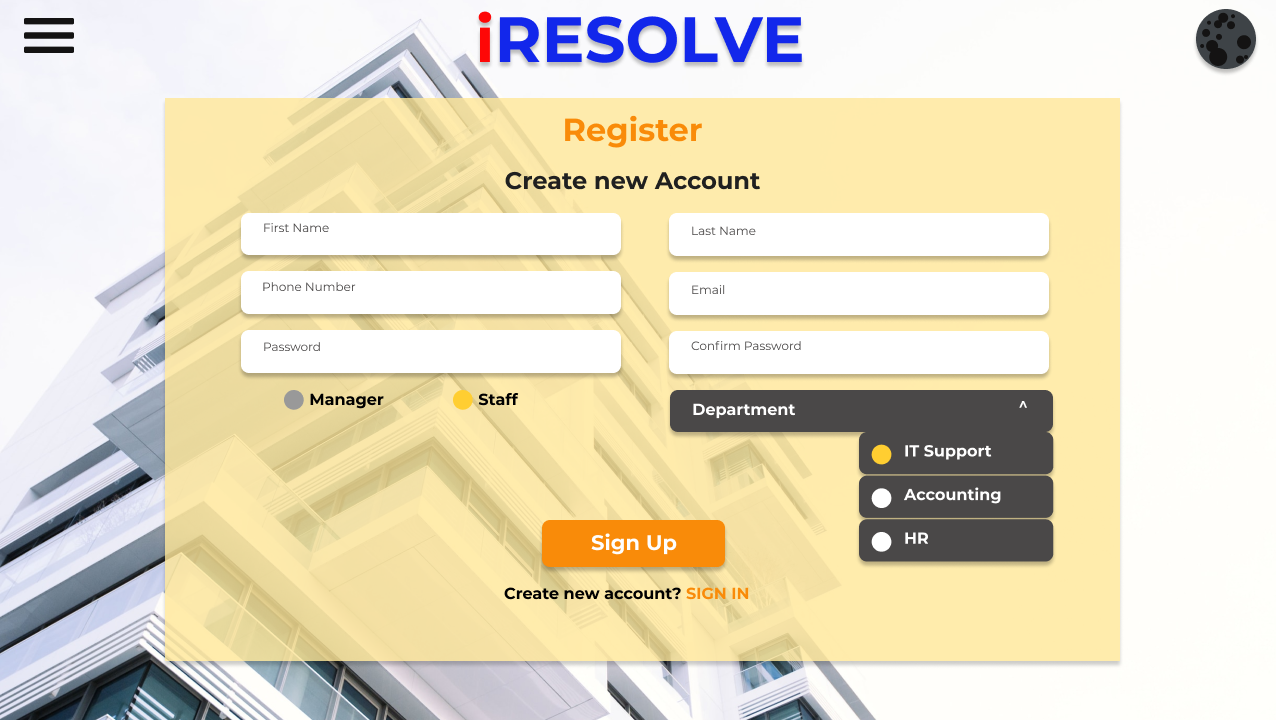 iRESOLVE
Register
Create new Account
First Name
Last Name
Phone Number
Email
Password
Confirm Password
Manager
Staff
Department ^
IT Support
Accounting
HR
Sign Up
Create new account? SIGN IN